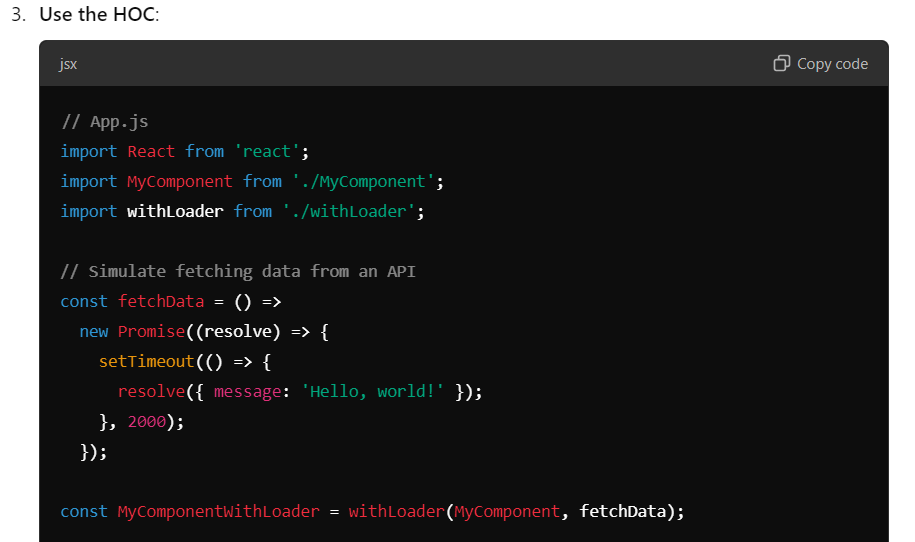 3. Use the HOC:
jsx
Copy code
// App.js
import React from 'react';
import MyComponent from './MyComponent';
import withLoader from './withLoader';
// Simulate fetching data from an API
const fetchData = () =>
  new Promise((resolve) => {
    setTimeout(() => {
      resolve({ message: 'Hello, world!' });
    }, 2000);
  });
const MyComponentWithLoader = withLoader(MyComponent, fetchData);